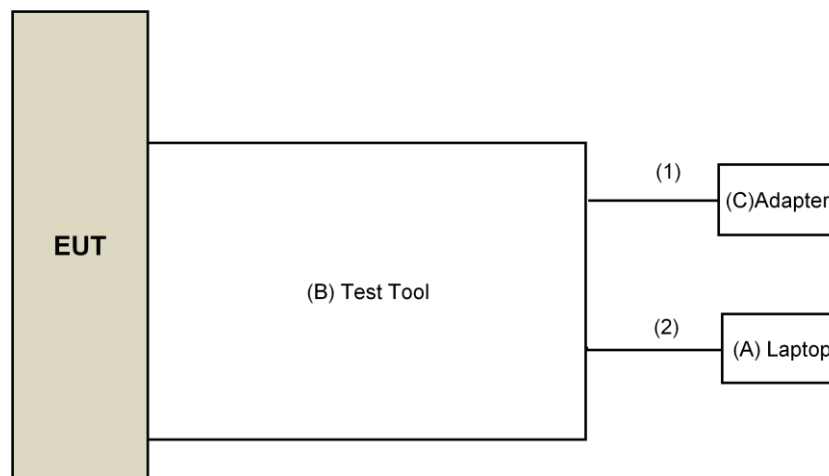 (1)
(C)Adapter
EUT
(B) Test Tool
(2)
(A) Laptop